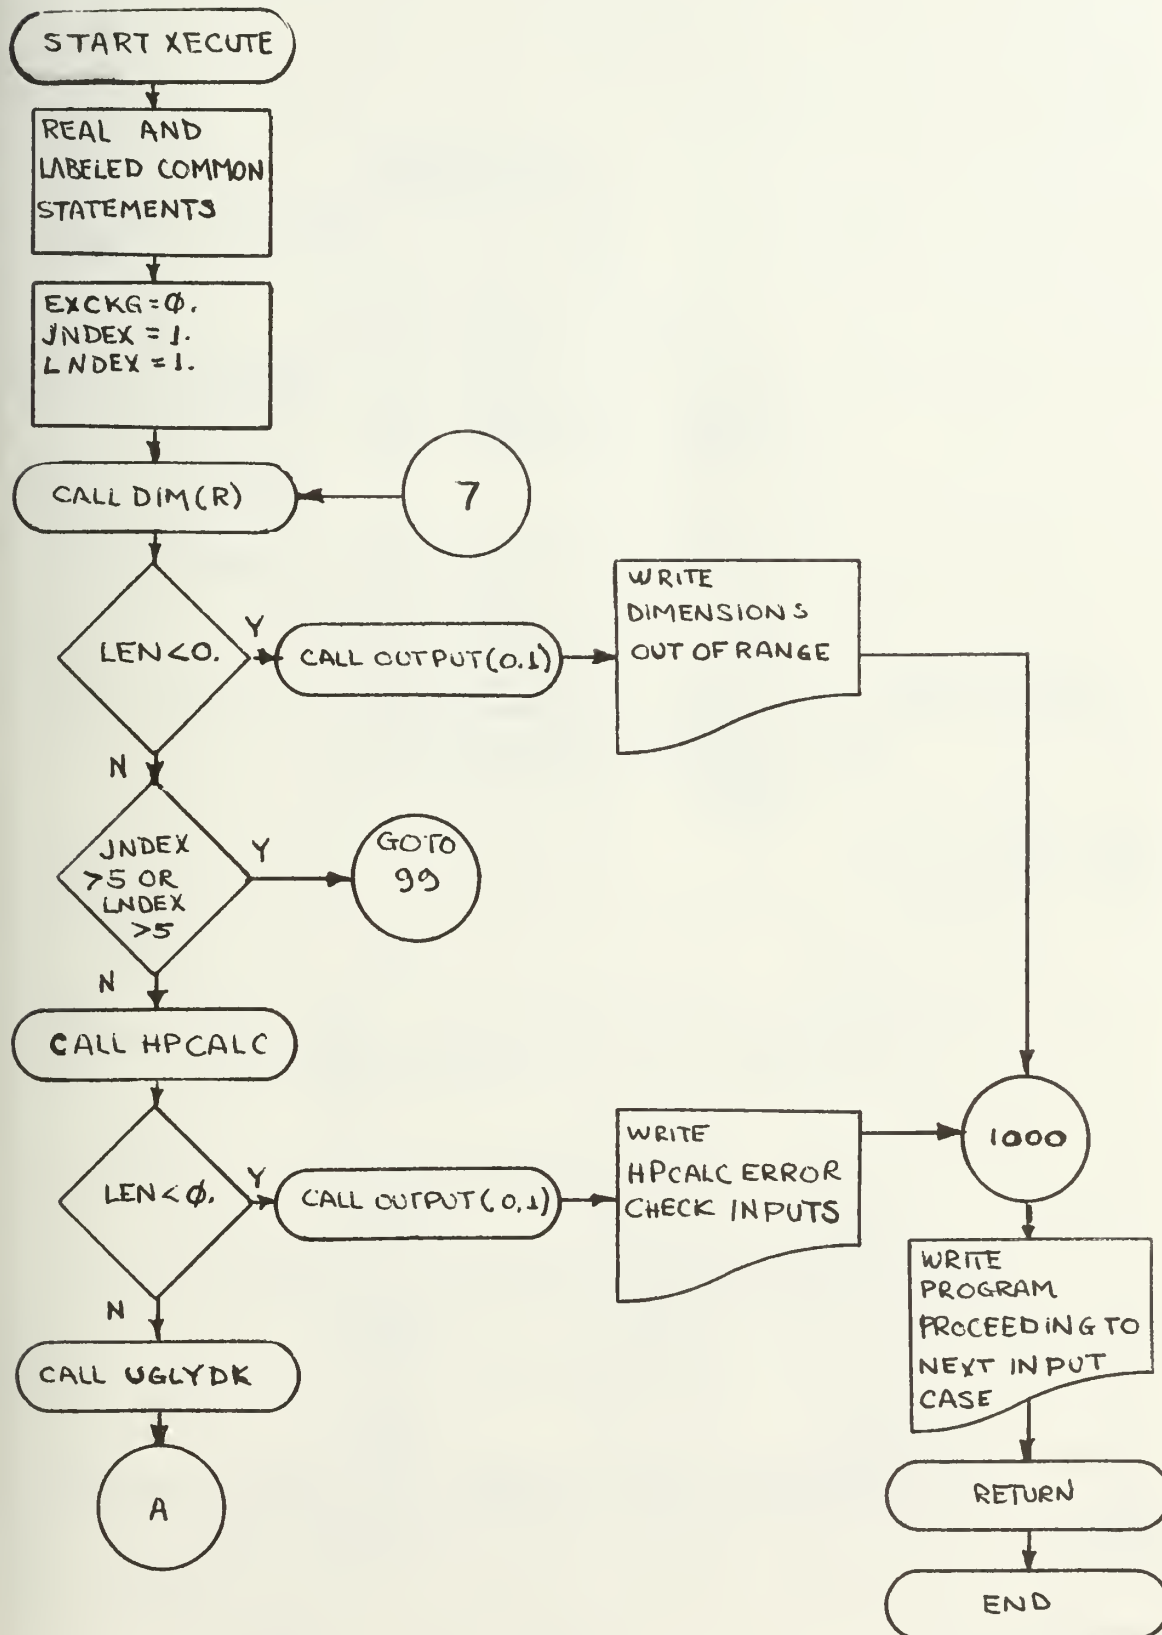 START XECUTE
REAL AND
LABELED COMMON
STATEMENTS
EXCKG=Ø.
JNDEX = 1.
LNDEX = 1.
CALL DIM(R)
7
LEN<0.
Y
CALL OUTPUT(0,1)
WRITE
DIMENSIONS
OUT OF RANGE
N
JNDEX
>5 OR
LNDEX
>5
Y
GOTO
99
N
CALL HPCALC
LEN<Ø.
Y
CALL OUTPUT(0,1)
WRITE
HPCALC ERROR
CHECK INPUTS
1000
WRITE
PROGRAM
PROCEEDING TO
NEXT INPUT
CASE
N
CALL UGLYDK
A
RETURN
END